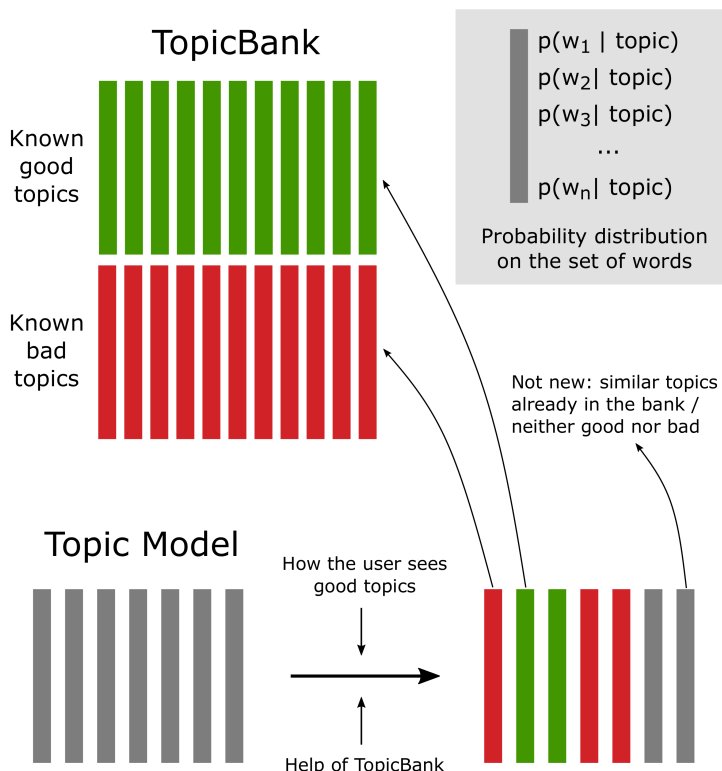 TopicBank
Known
good
topics
Known
bad
topics
p(w1 | topic)
p(w2| topic)
p(w3| topic)
...
p(wn| topic)
Probability distribution
on the set of words
Not new: similar topics
already in the bank /
neither good nor bad
Topic Model
How the user sees
good topics
Help of TopicBank